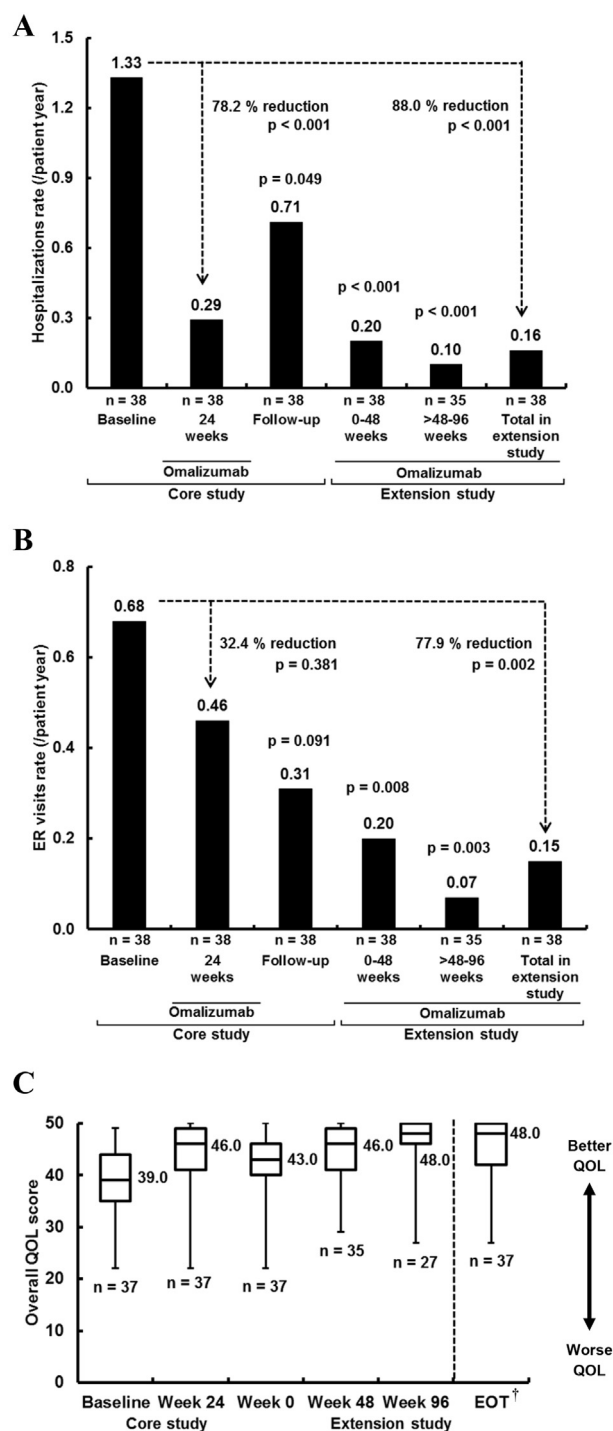 A
1.5
1.2
0.9
0.6
0.3
0.0
Hospitalizations rate (/patient year)
1.33
78.2 % reduction
p < 0.001
88.0 % reduction
p < 0.001
p = 0.049
0.71
0.29
p < 0.001
0.20
p < 0.001
0.10
0.16
n = 38 n = 38 n = 38 n = 38 n = 35 n = 38
Baseline 24 Follow-up 0-48 >48-96 Total in
weeks weeks weeks extension
study
Omalizumab Omalizumab
Core study Extension study
B
0.8
0.6
0.4
0.2
0.0
ER visits rate (/patient year)
0.68
32.4 % reduction
p = 0.381
77.9 % reduction
p = 0.002
0.46
p = 0.091
0.31
p = 0.008
0.20
p = 0.003
0.07
0.15
n = 38 n = 38 n = 38 n = 38 n = 35 n = 38
Baseline 24 Follow-up 0-48 >48-96 Total in
weeks weeks weeks extension
study
Omalizumab Omalizumab
Core study Extension study
C
50
40
30
20
10
0
Overall QOL score
39.0
46.0
43.0
46.0
48.0
48.0
n = 37
n = 37
n = 37
n = 35
n = 27
n = 37
Better
QOL
Worse
QOL
Baseline Week 24 Week 0 Week 48 Week 96 EOT †
Core study Extension study